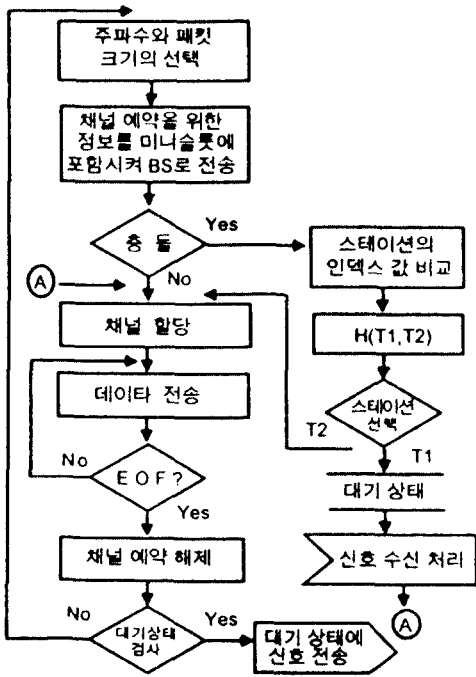 주파수와 패킷
크기의 선택
채널 예약을 위한
정보를 미니슬롯에
포함시켜 BS로 전송
충 돌
Yes
No
A
스테이션의
인덱스 값 비교
채널 할당
H(T1,T2)
데이타 전송
스테이션
선택
T2
T1
No
E O F ?
Yes
대기 상태
채널 예약 해제
신호 수신 처리
A
No
대기상태
검사
Yes
대기 상태에
신호 전송